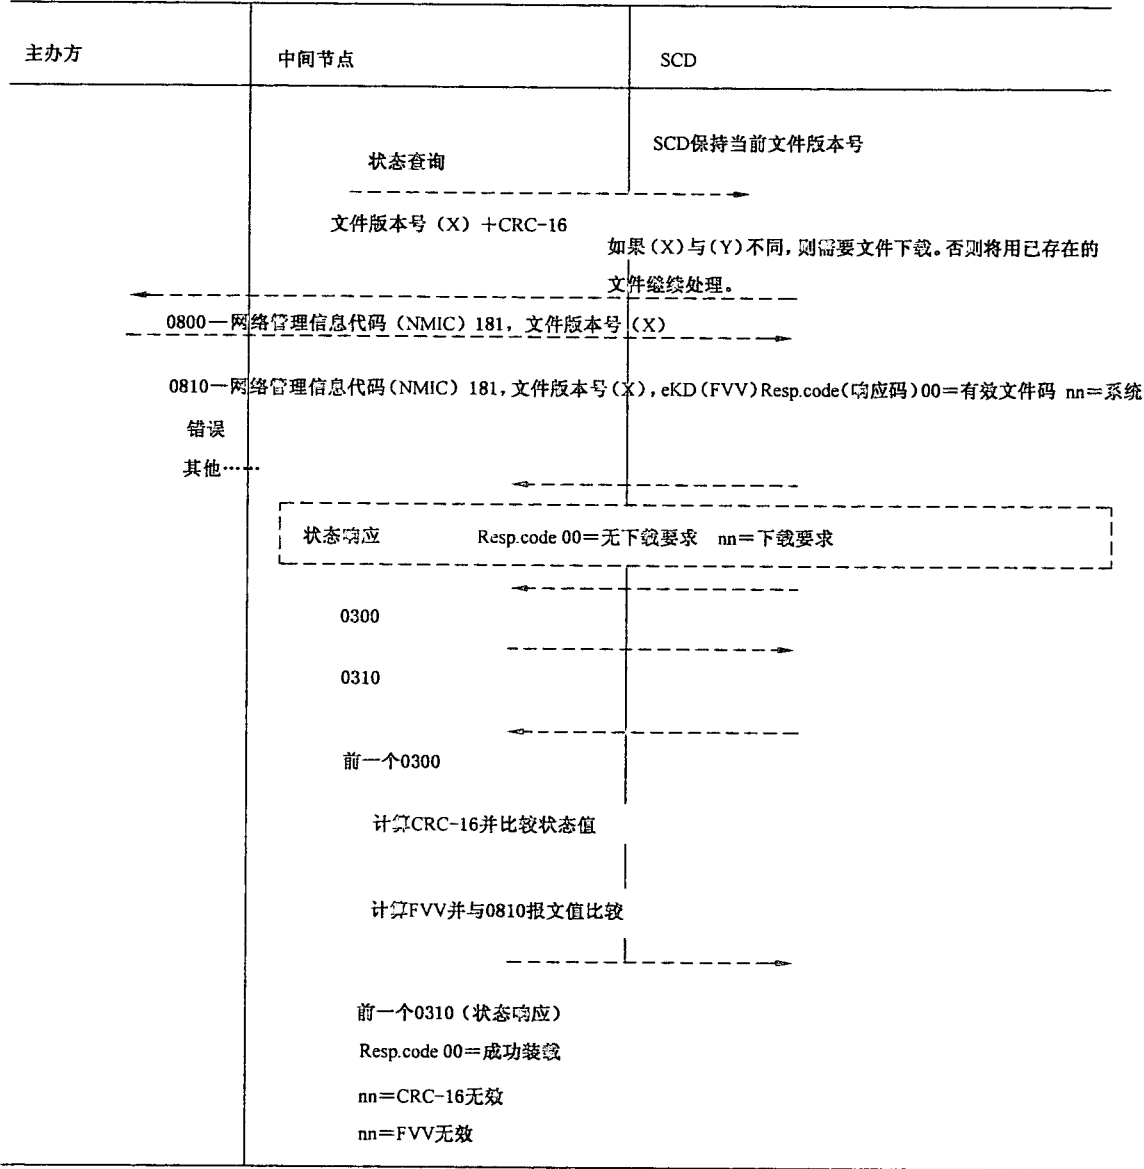 主办方
中间节点
SCD
SCD保持当前文件版本号
状态查询
文件版本号（X）＋CRC-16
如果(X)与(Y)不同,则需要文件下载。否则将用已存在的
文件继续处理。
0800—网络管理信息代码（NMIC）181，文件版本号（X）
0810—网络管理信息代码(NMIC）181,文件版本号(X），eKD(FVV)Resp.code(响应码)00＝有效文件码 nn＝系统
错误
其他……
状态响应 Resp.code 00＝无下载要求 nn＝下载要求
0300
0310
前一个0300
计算CRC-16并比较状态值
计算FVV并与0810报文值比较
前一个0310（状态响应）
Resp.code 00＝成功装载
nn＝CRC-16无效
nn＝FVV无效